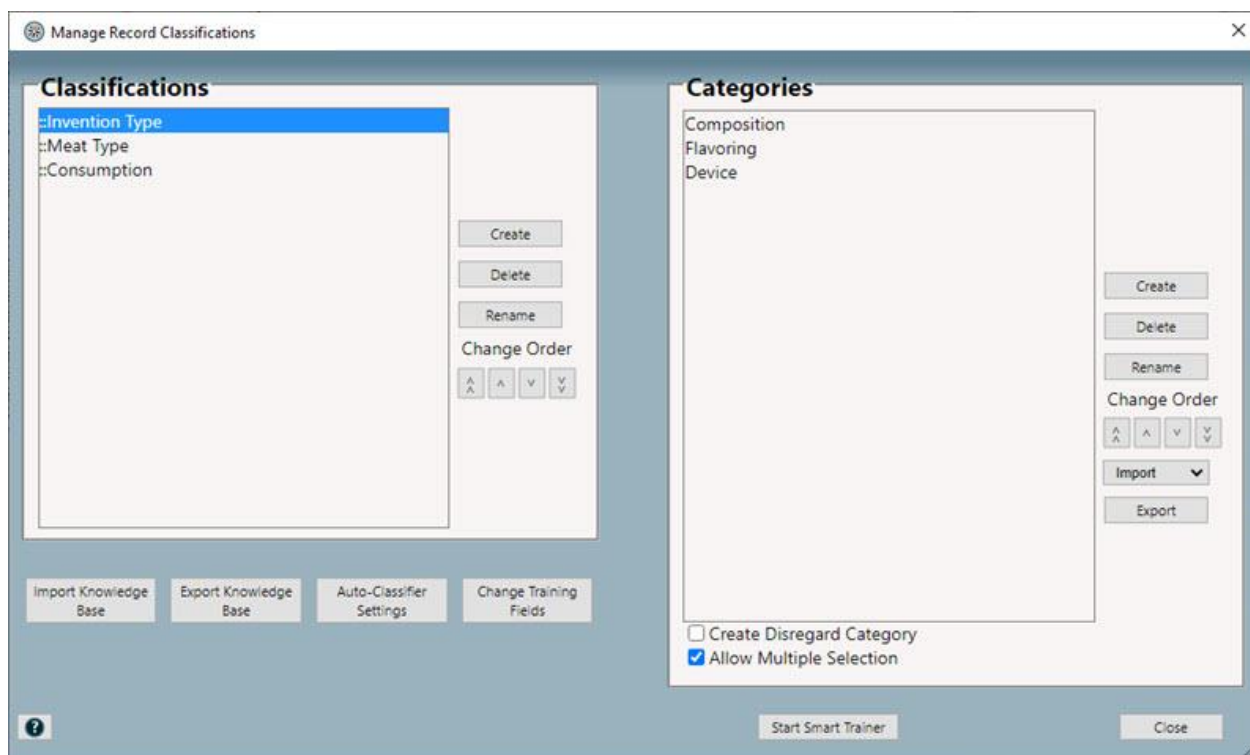 Manage Record Classifications
Classifications
::Invention Type
::Meat Type
::Consumption
Create
Delete
Rename
Change Order
Import Knowledge
Base
Export Knowledge
Base
Auto-Classifier
Settings
Change Training
Fields
Categories
Composition
Flavoring
Device
Create
Delete
Rename
Change Order
Import
Export
Create Disregard Category
Allow Multiple Selection
?
Start Smart Trainer
Close